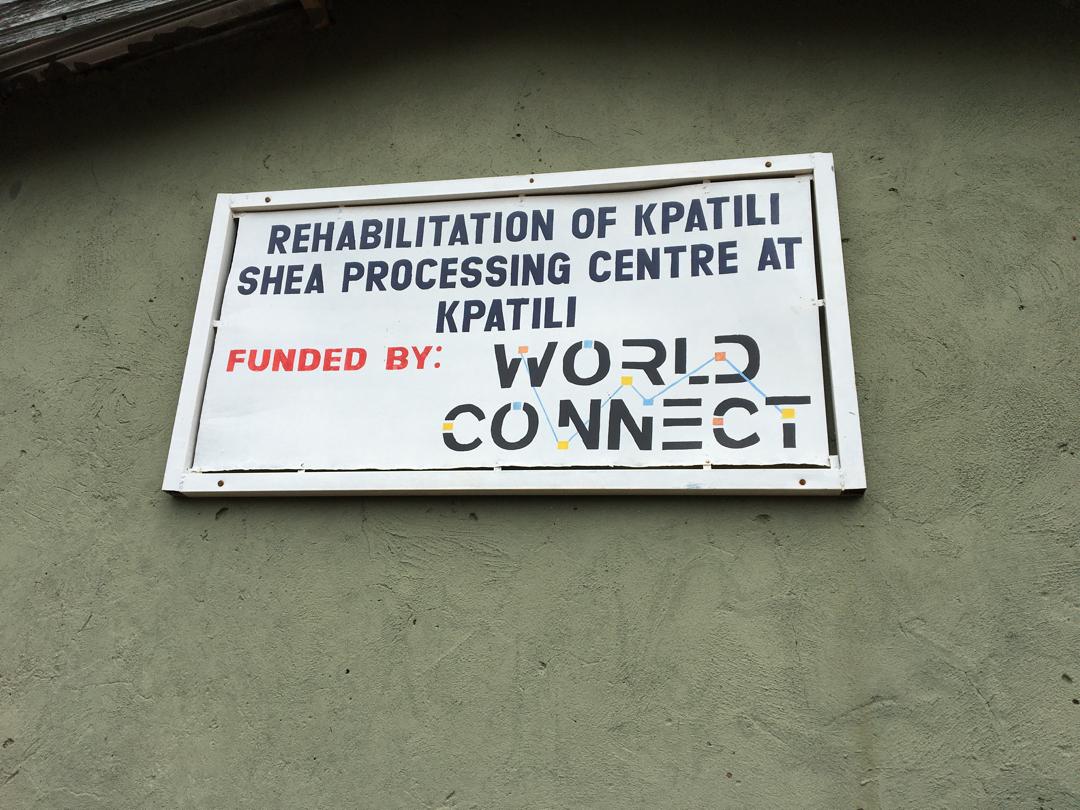 REHABILITATION OF KPATILI
SHEA PROCESSING CENTRE AT
KPATILI
FUNDED BY: WORLD
CONNECT